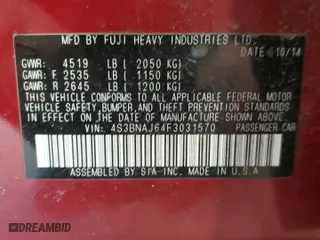 MFD BY FUJI HEAVY INDUSTRIES LTD.
DATE 10/14
GVWR: 4519 LB ( 2050 KG)
GAWR: F 2535 LB ( 1150 KG)
GAWR: R 2645 LB ( 1200 KG)
THIS VEHICLE CONFORMS TO ALL APPLICABLE
FEDERAL MOTOR VEHICLE
SAFETY, BUMPER, AND THEFT PREVENTION STANDARDS
IN EFFECT ON THE DATE OF MANUFACTURE
SHOWN ABOVE.
VIN: 4S3BNAJ64F3031570
PASSENGER CAR
ASSEMBLED BY SIA. MADE IN U.S.A
DREAMBID